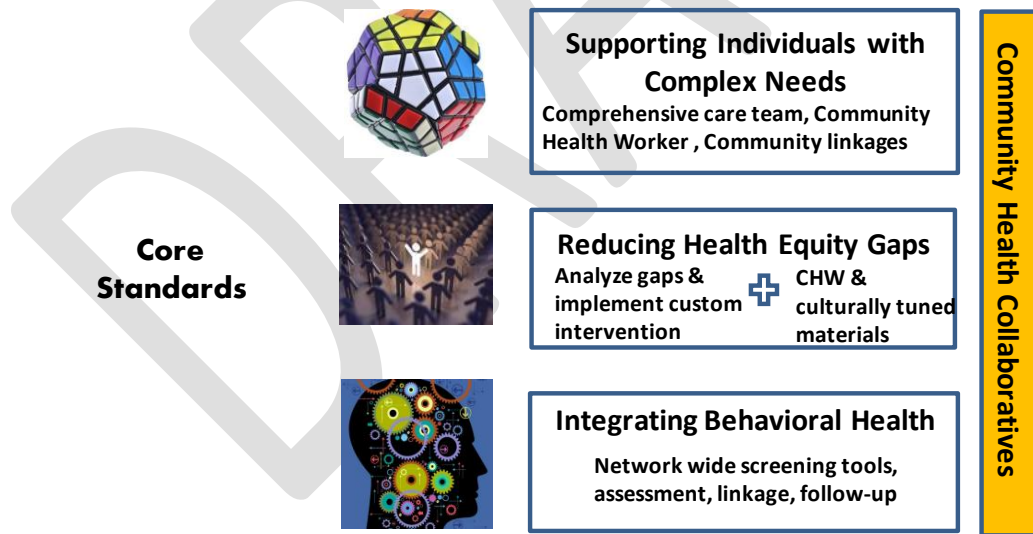 Core
Standards
Supporting Individuals with
Complex Needs
Comprehensive care team, Community
Health Worker , Community linkages
Reducing Health Equity Gaps
Analyze gaps &
implement custom
intervention
CHW &
culturally tuned
materials
Integrating Behavioral Health
Network wide screening tools,
assessment, linkage, follow-up
Community Health Collaboratives